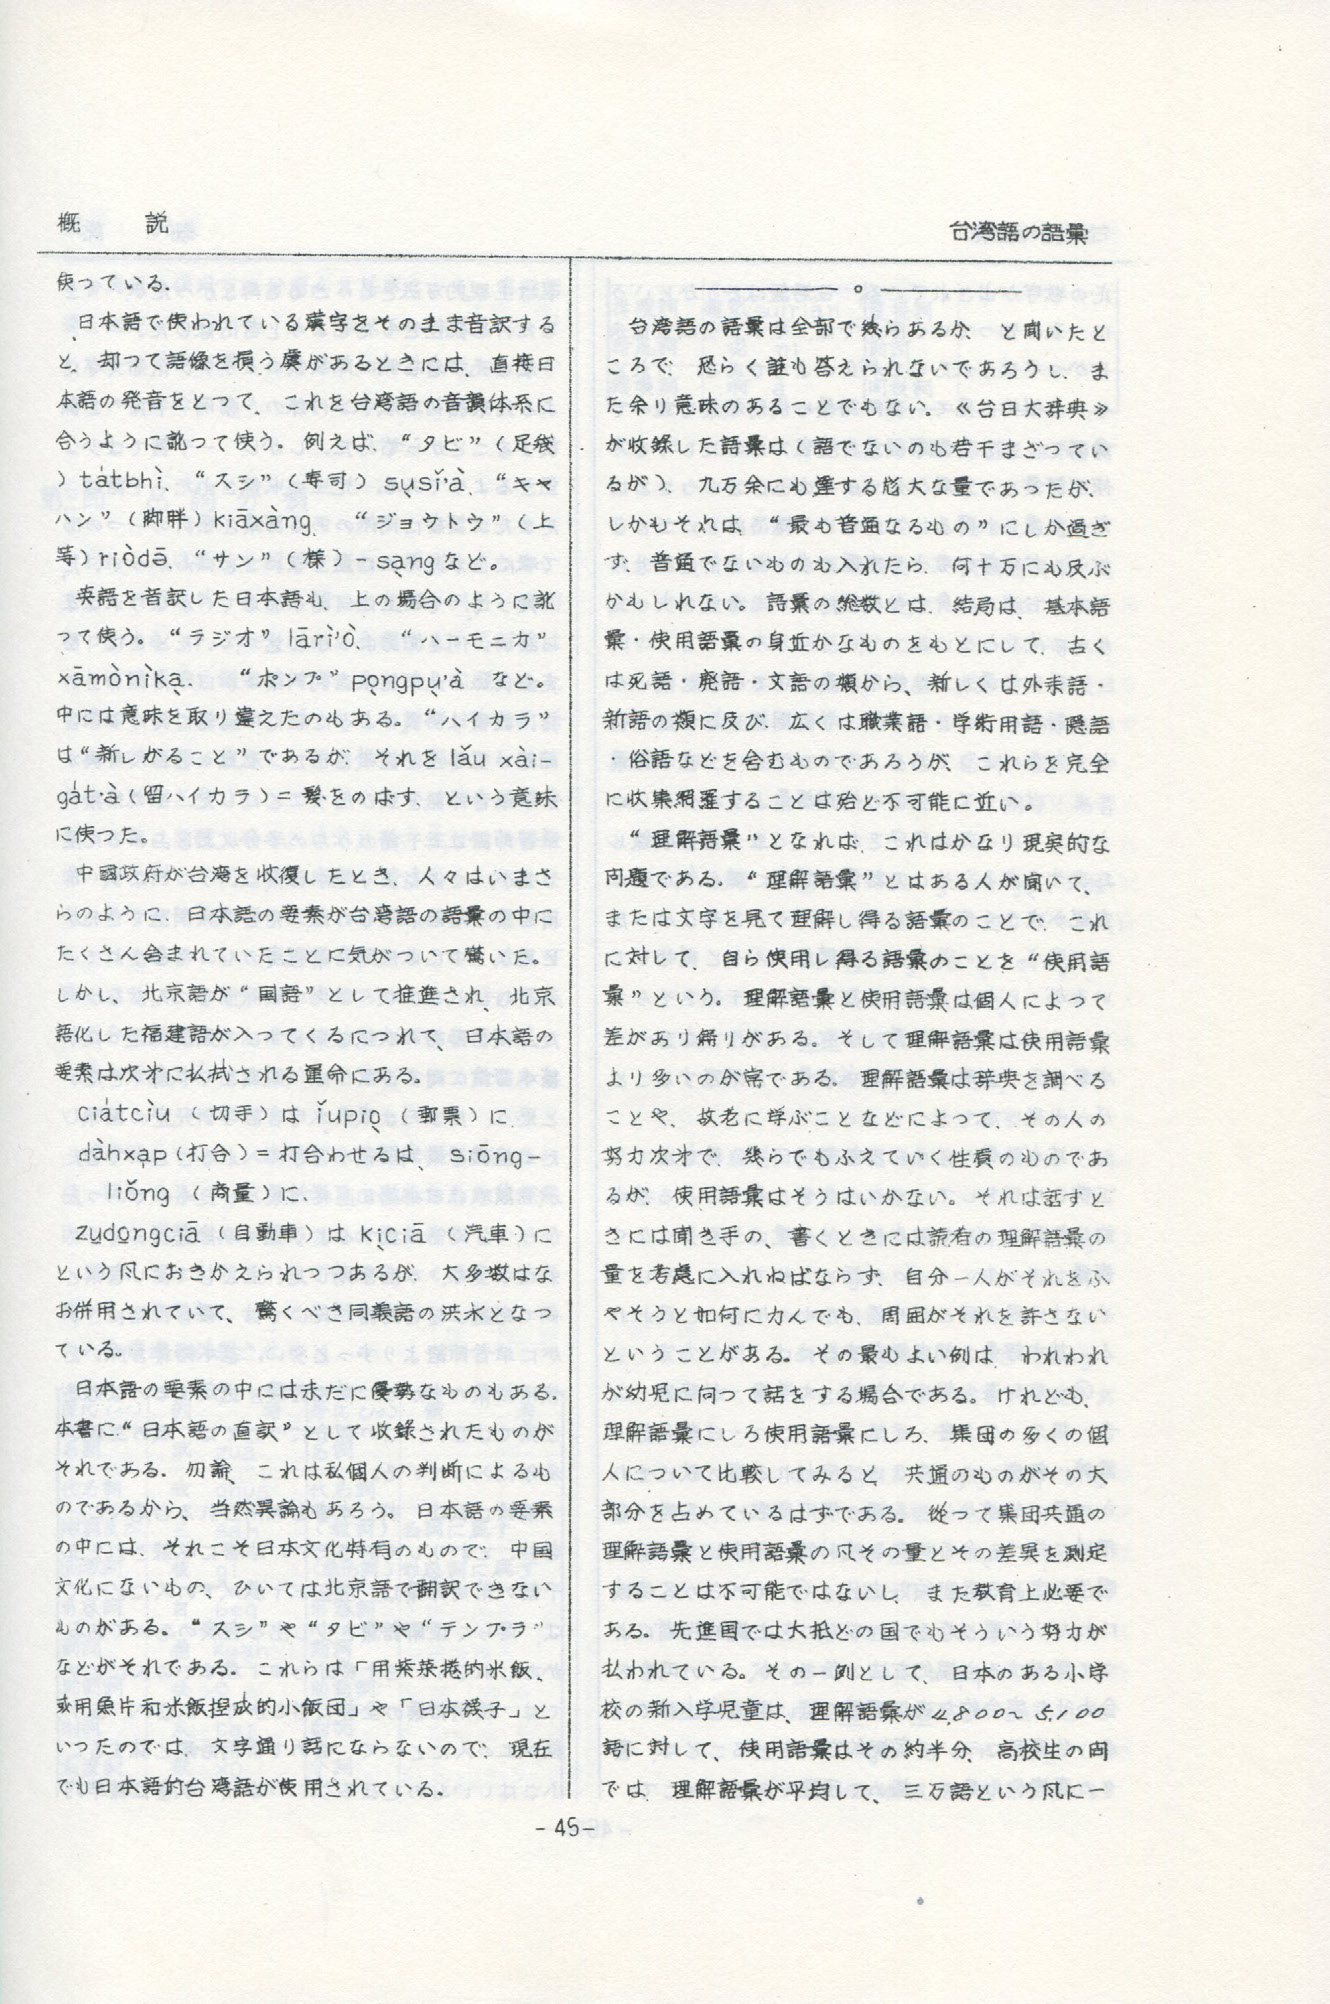 概　説
台湾語の語彙
使っている.
日本語で使われている漢字をそのまま音訳する
と、却って語像を損う虞があるときには、直接日
本語の発音をとって、これを台湾語の音韻体系に
合うように訛って使う。例えば、“タビ”（足袋
）tátbhì、“スシ”（寿司）sụsǐ'à、“キャ
ハン”（脚胖）kiāxàng、“ジョウトウ”（上
等）riòdā、“サン”（様）-sạngなど。
英語を音訳した日本語も、上の場合のように訛
って使う。“ラジオ”lārì'ò、“ハーモニカ”
xāmònìkạ、“ポンプ”pọngpụ'à など。
中には意味を取り違えたのもある。“ハイカラ”
は“新しがること”であるが、それを lǎu xài-
gát'à（留ハイカラ）＝髪をのばす、という意味
に使った。
中国政府が台湾を收復したとき、人々はいまさ
らのように、日本語の要素が台湾語の語彙の中に
たくさん含まれていたことに気がついて驚いた。
しかし、北京語が“国語”として推進され、北京
語化した福建語が入ってくるにつれて、日本語の
要素は次才に払拭される運命にある。
ciátcìu （切手）は ǐupiọ（郵票）に、
dàhxạp（打合）＝打合わせるは、siōng-
liǒng （商量）に、
zụdọngciā （自動車）は kịciā （汽車）に
という風におきかえられつつあるが、大多数はな
お併用されていて、驚くべき同義語の洪水となっ
ている。
日本語の要素の中には未だに優勢なものもある.
本書に“日本語の直訳”として收録されたものが
それである. 勿論、これは私個人の判断によるも
のであるから、当然異論もあろう。日本語の要素
の中には、それこそ日本文化特有のもので、中国
文化にないもの、ひいては北京語で翻訳できない
ものがある。“スシ”や“タビ”や“テンプラ”
などがそれである。これらは「用紫菜捲的米飯、
或用魚片和米飯揑成的小飯団」や「日本襪子」と
いったのでは、文字通り話にならないので、現在
でも日本語的台湾語が使用されている.
台湾語の語彙は全部で幾らあるか、と聞いたと
ころで、恐らく誰も答えられないであろうし、ま
た余り意味のあることでもない。《台日大辞典》
が收録した語彙は（語でないのも若干まざってい
るが）、九万余にも達する尨大な量であったが、
しかもそれは、“最も普通なるもの”にしか過ぎ
ず、普通でないものも入れたら、何十万にも及ぶ
かもしれない。語彙の総数とは、結局は、基本語
彙・使用語彙の身近かなものをもとにして、古く
は死語・廃語・文語の類から、新しくは外来語・
新語の類に及び、広くは職業語・学術用語・隠語
・俗語などを含むものであろうが、これらを完全
に收集網羅することは殆ど不可能に近い。
“理解語彙”となれば、これはかなり現実的な
問題である. “理解語彙”とはある人が聞いて、
または文字を見て理解し得る語彙のことで、これ
に対して、自ら使用し得る語彙のことを“使用語
彙”という。理解語彙と使用語彙は個人によって
差があり偏りがある。そして理解語彙は使用語彙
より多いのが常である。理解語彙は辞典を調べる
ことや、故老に学ぶことなどによって、その人の
努力次才で、幾らでもふえていく性質のものであ
るが、使用語彙はそうはいかない。それは話すと
きには聞き手の、書くときには読者の理解語彙の
量を考慮に入れねばならず、自分一人がそれをふ
やそうと如何に力んでも、周囲がそれを許さない
ということがある。その最もよい例は、われわれ
が幼児に向って話をする場合である。けれども、
理解語彙にしろ使用語彙にしろ、集団の多くの個
人について比較してみると、共通のものがその大
部分を占めているはずである。従って集団共通の
理解語彙と使用語彙の凡その量とその差異を測定
することは不可能ではないし、また教育上必要で
ある。先進国では大抵どの国でもそういう努力が
払われている。その一例として、日本のある小学
校の新入学児童は、理解語彙が4,800～5,100
語に対して、使用語彙はその約半分、高校生の間
では、理解語彙が平均して、三万語という風に一
-45-